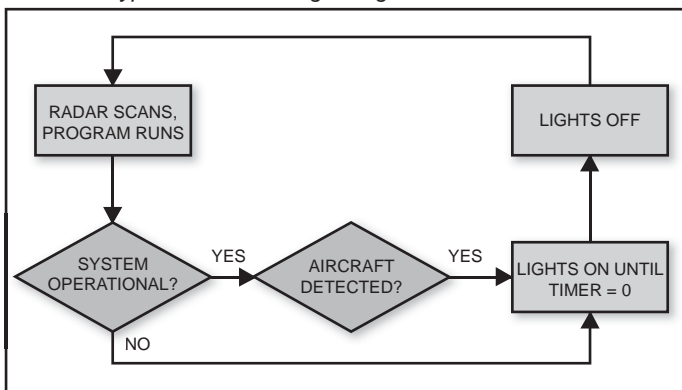 RADAR SCANS,
PROGRAM RUNS
LIGHTS OFF
SYSTEM
OPERATIONAL?
YES
AIRCRAFT
DETECTED?
YES
LIGHTS ON UNTIL
TIMER = 0
NO